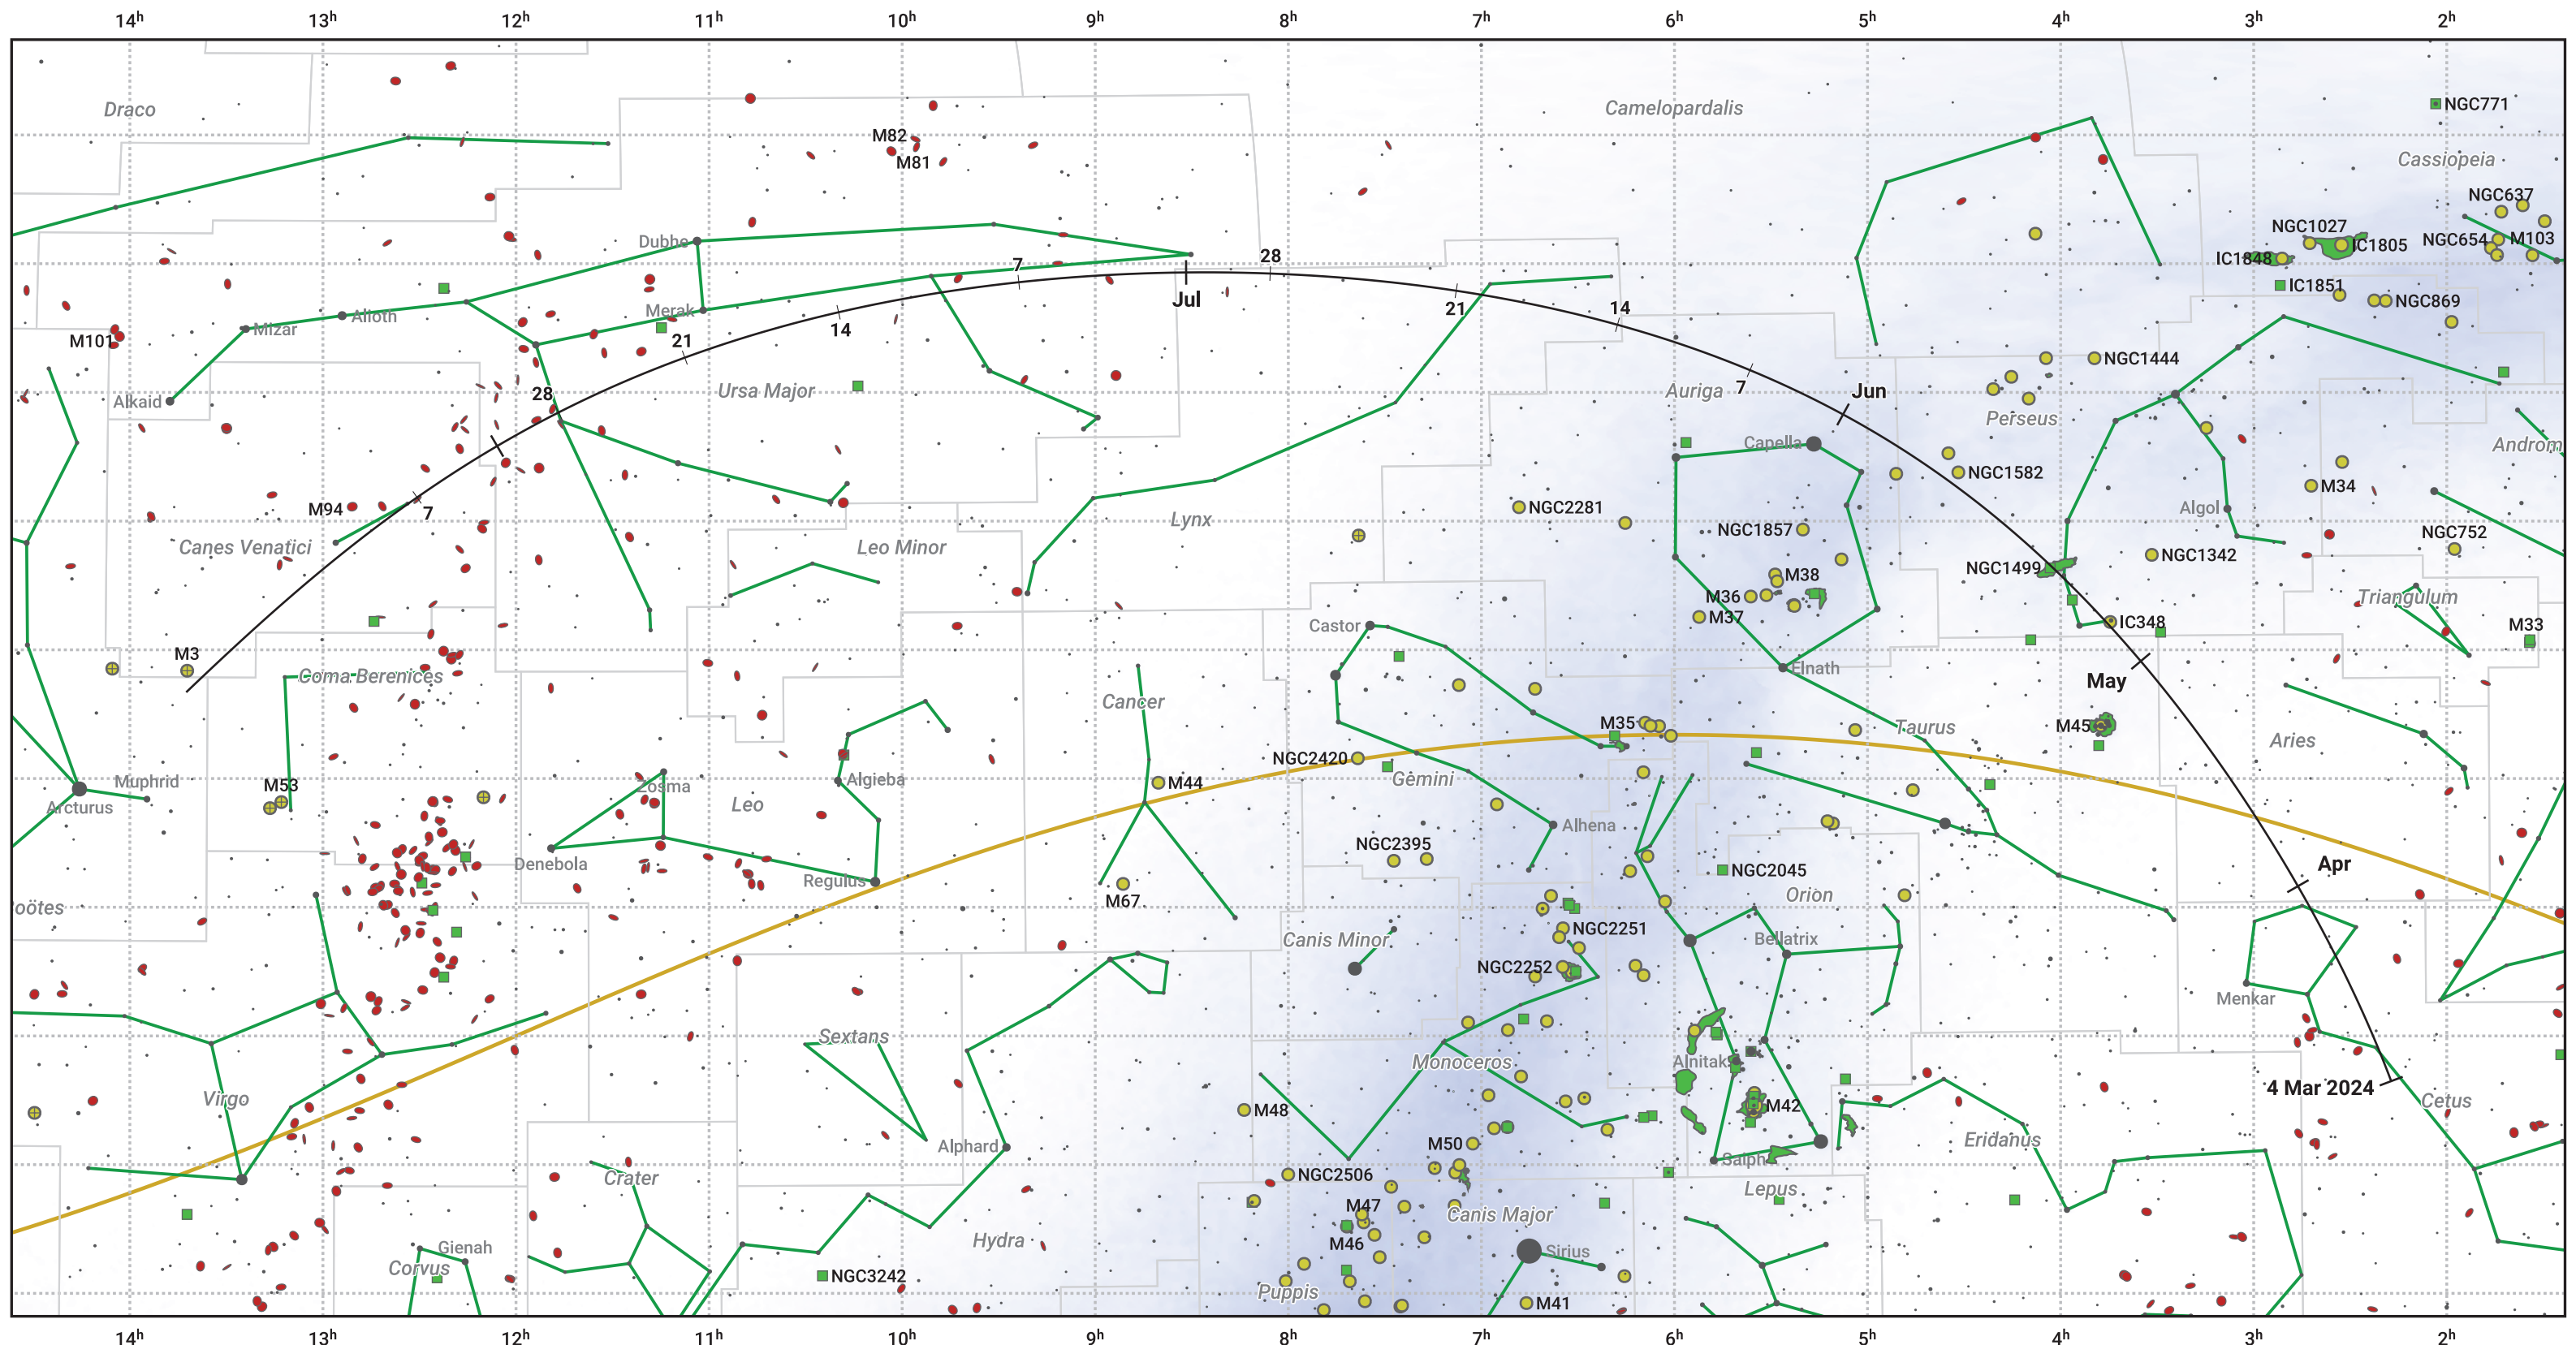 14h 13h 12h 11h 10h 9h 8h 7h 6h 5h 4h 3h 2h
Draco
Camelopardalis
NGC771
M82
M81
Cassiopeia
NGC637
NGC1027
IC1805
NGC654
M103
Dubhe
7
28
IC1848
IC1851
NGC869
Jul
21
14
Merak
Alioth
Mizar
M101
14
21
NGC1444
Ursa Major
28
Auriga
7
Jun
Alkaid
Perseus
Capella
Androm
NGC1582
M34
M94
7
NGC2281
Algol
Lynx
NGC1857
NGC752
Canes Venatici
Leo Minor
NGC1342
NGC1499
M38
M36
Triangulum
M37
IC348
M33
Castor
M3
Elnath
Coma Berenices
May
Cancer
M35
Taurus
M45
Aries
NGC2420
Gemini
Muphrid
M53
Zosma
Algieba
M44
Arcturus
Leo
Alhena
NGC2395
Denebola
Apr
Regulus
NGC2045
M67
Orion
oötes
NGC2251
Canis Minor
Bellatrix
NGC2252
Menkar
Sextans
Monoceros
Alnitak
4 Mar 2024
Virgo
M48
M42
Cetus
Alphard
M50
Eridanus
Saiph
NGC2506
Crater
Lepus
M47
Canis Major
Hydra
M46
Gienah
Sirius
Corvus
NGC3242
Puppis
M41
14h 13h 12h 11h 10h 9h 8h 7h 6h 5h 4h 3h 2h